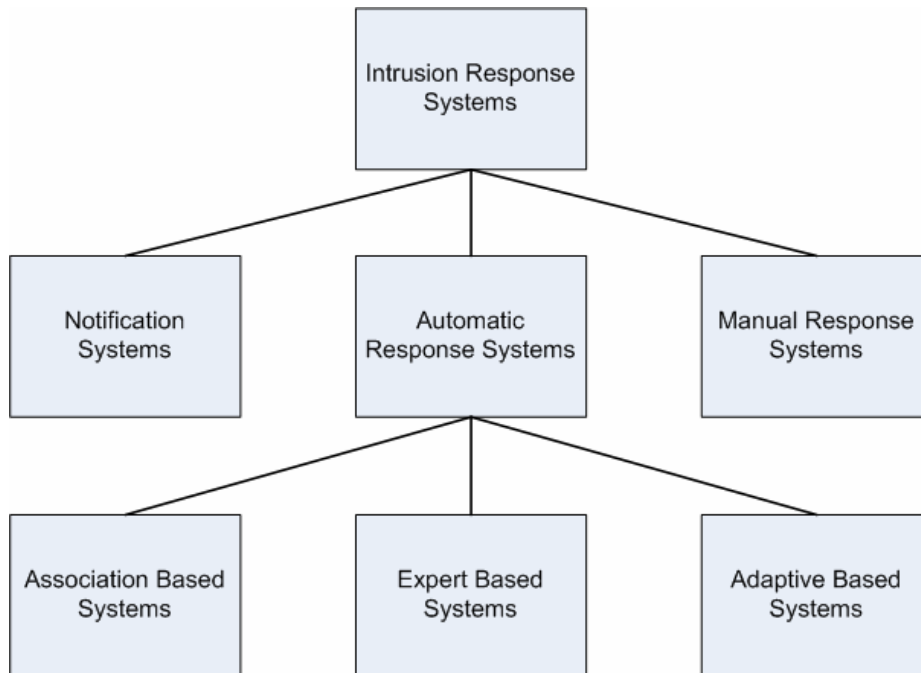 Intrusion Response
Systems
Notification
Systems
Automatic
Response Systems
Manual Response
Systems
Association Based
Systems
Expert Based
Systems
Adaptive Based
Systems